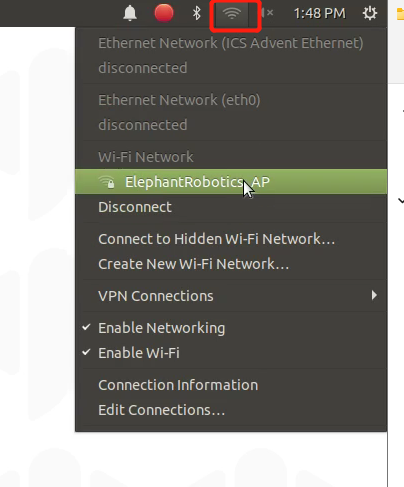 1:48 PM
Ethernet Network (ICS Advent Ethernet)
disconnected
Ethernet Network (eth0)
disconnected
Wi-Fi Network
ElephantRobotics_AP
Disconnect
Connect to Hidden Wi-Fi Network…
Create New Wi-Fi Network…
VPN Connections
Enable Networking
Enable Wi-Fi
Connection Information
Edit Connections…